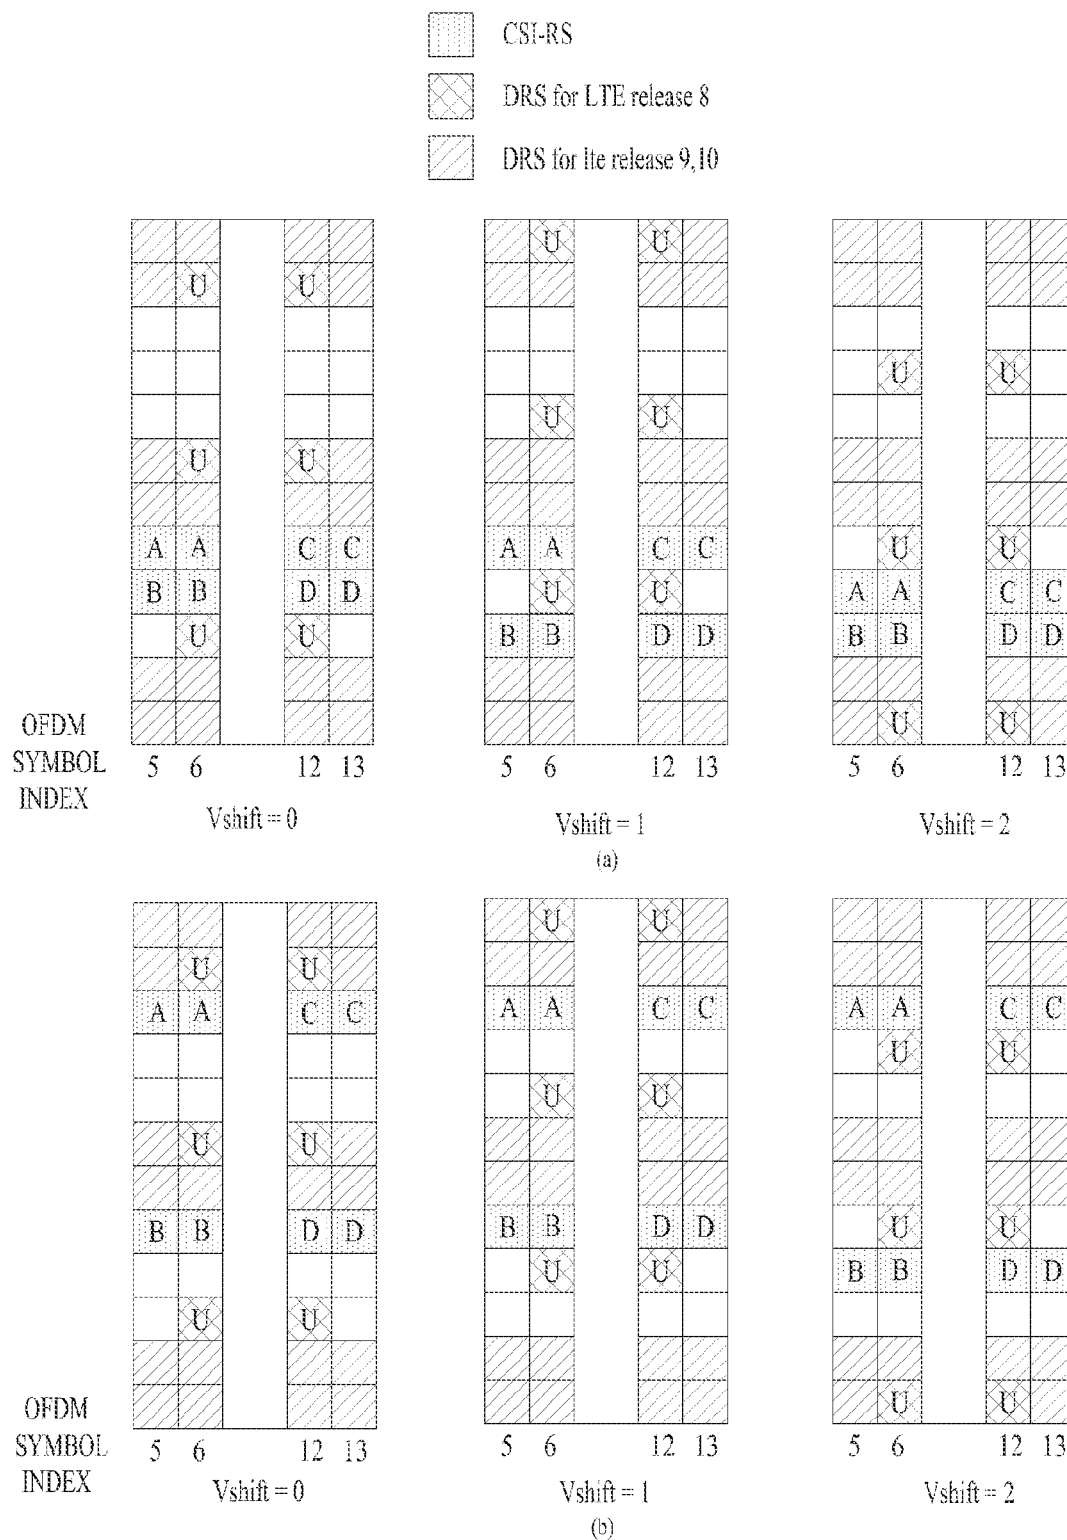 CSI-RS
DRS for LTE release 8
DRS for lte release 9,10
U U U U
U U
U U
U U
U U
U U
A A C C A A C C U U
B B D D U U A A C C
U U B B D D B B D D
U U
OFDM SYMBOL INDEX
5 6 12 13 5 6 12 13 5 6 12 13
Vshift = 0 Vshift = 1 Vshift = 2
(a)
U U
U U
A A C C A A C C A A C C
U U
U U
U U
B B D D B B D D U U
U U B B D D
U U
U U
OFDM SYMBOL INDEX
5 6 12 13 5 6 12 13 5 6 12 13
Vshift = 0 Vshift = 1 Vshift = 2
(b)